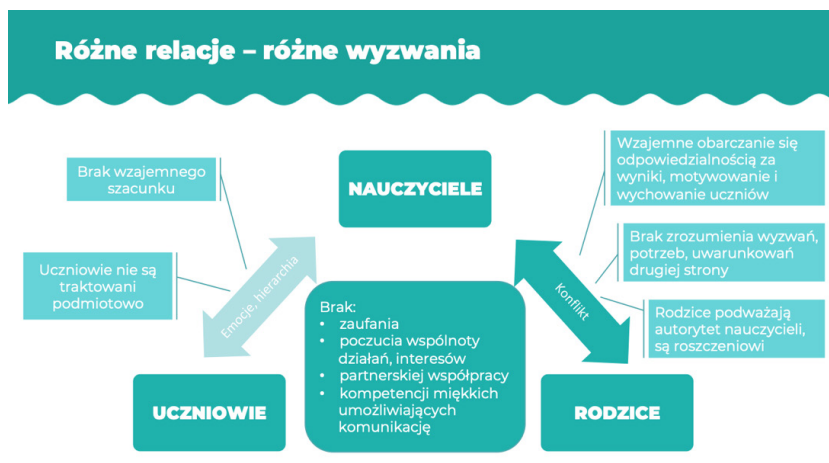 Różne relacje – różne wyzwania
NAUCZYCIELE
Brak wzajemnego
szacunku
Uczniowie nie są
traktowani
podmiotowo
Emocje, hierarchia
Wzajemne obarczanie się
odpowiedzialnością za
wyniki, motywowanie i
wychowanie uczniów
Brak zrozumienia wyzwań,
potrzeb, uwarunkowań
drugiej strony
Rodzice podważają
autorytet nauczycieli,
są roszczeniowi
Konflikt
Brak:
• zaufania
• poczucia wspólnoty
działań, interesów
• partnerskiej współpracy
• kompetencji miękkich
umożliwiających
komunikację
UCZNIOWIE
RODZICE